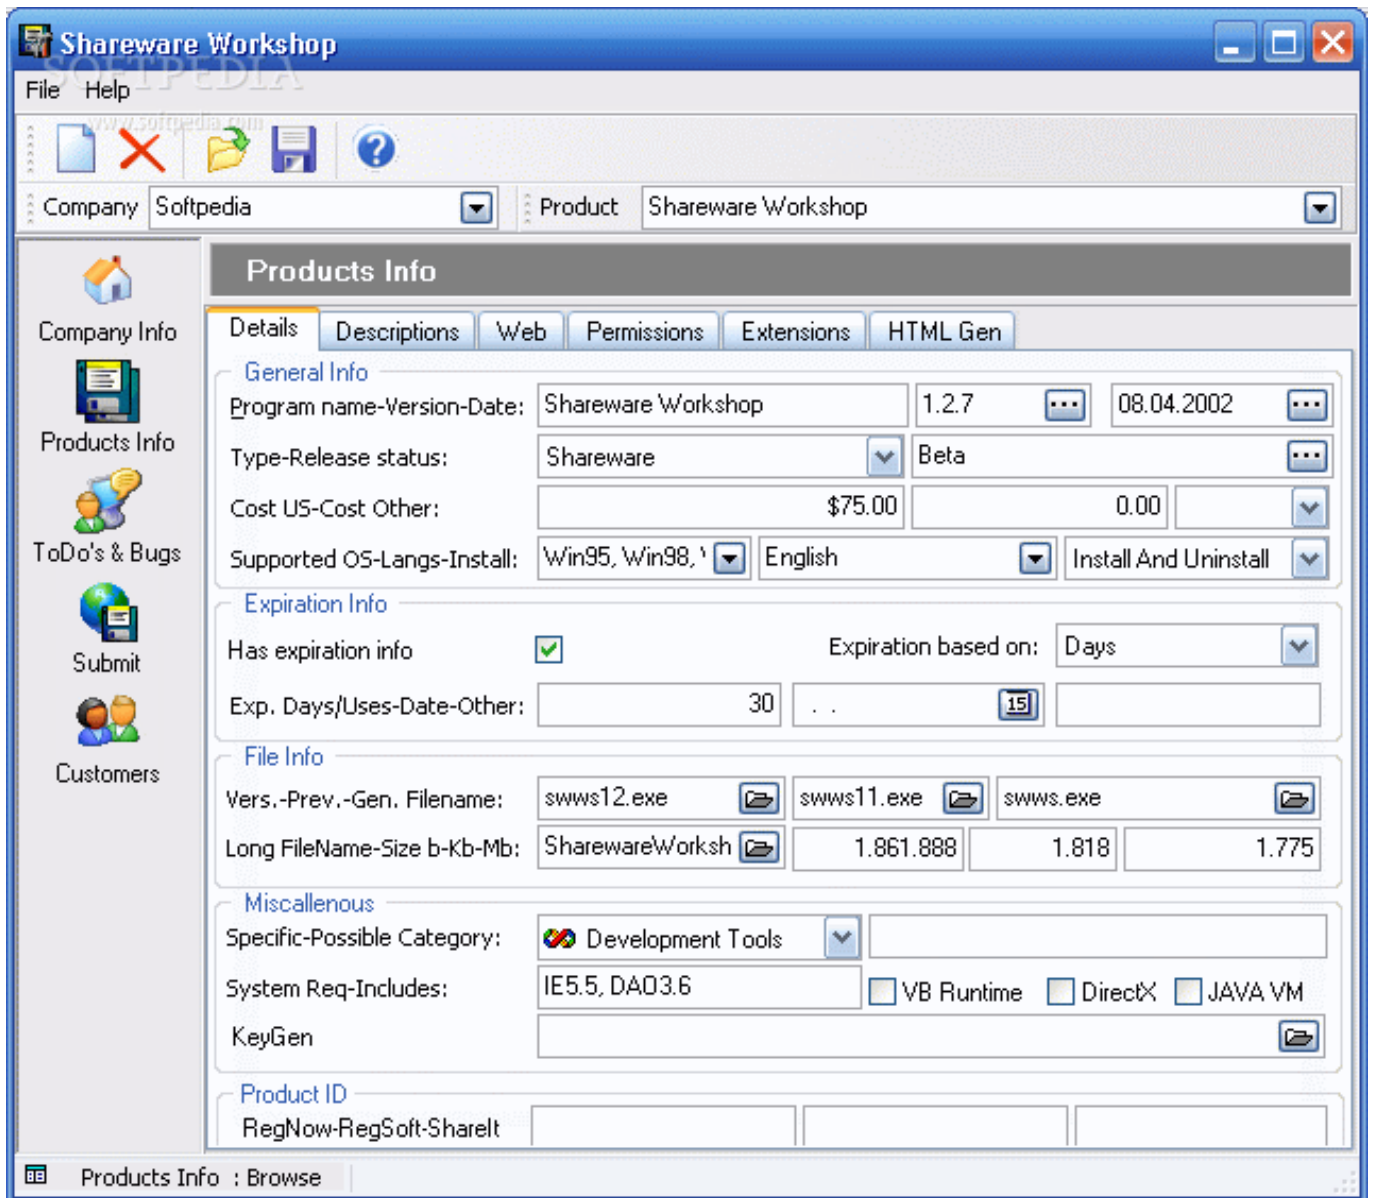 Shareware Workshop
SOFTPEDIA
File Help
www.softpedia.com
Company Softpedia Product Shareware Workshop
Products Info
Company Info
Products Info
ToDo's & Bugs
Submit
Customers
Details Descriptions Web Permissions Extensions HTML Gen
General Info
Program name-Version-Date: Shareware Workshop 1.2.7 ... 08.04.2002 ...
Type-Release status: Shareware Beta ...
Cost US-Cost Other: $75.00 0.00
Supported OS-Langs-Install: Win95, Win98, English Install And Uninstall
Expiration Info
Has expiration info Expiration based on: Days
Exp. Days/Uses-Date-Other: 30 . . 15
File Info
Vers.-Prev.-Gen. Filename: swws12.exe swws11.exe swws.exe
Long FileName-Size b-Kb-Mb: SharewareWorksh 1.861.888 1.818 1.775
Miscallenous
Specific-Possible Category: Development Tools
System Req-Includes: IE5.5, DAO3.6 VB Runtime DirectX JAVA VM
KeyGen
Product ID
RegNow-RegSoft-ShareIt
Products Info : Browse